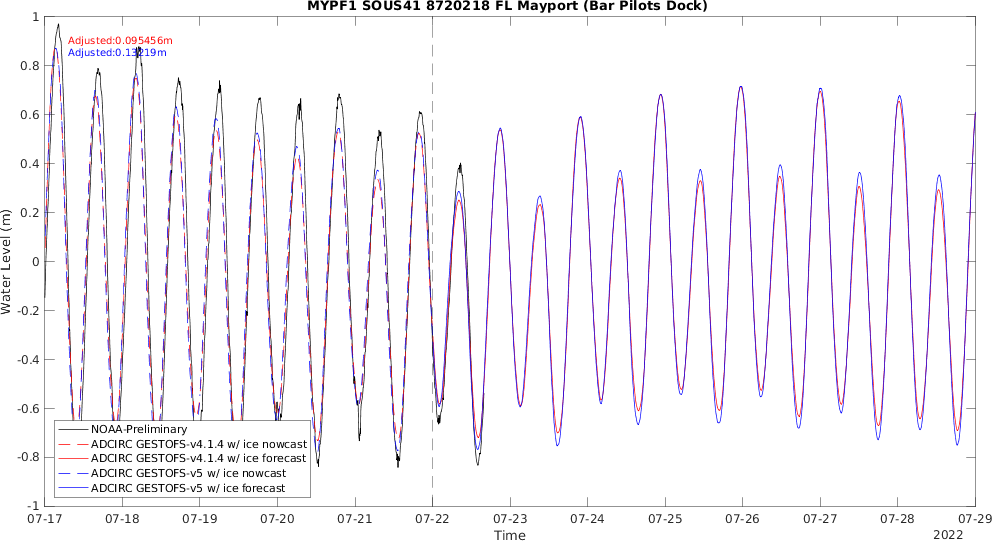 MYPF1 SOUS41 8720218 FL Mayport (Bar Pilots Dock)
Adjusted:0.095456m
Adjusted:0.13219m
Water Level (m)
1
0.8
0.6
0.4
0.2
0
-0.2
-0.4
-0.6
-0.8
-1
NOAA-Preliminary
ADCIRC GESTOFS-v4.1.4 w/ ice nowcast
ADCIRC GESTOFS-v4.1.4 w/ ice forecast
ADCIRC GESTOFS-v5 w/ ice nowcast
ADCIRC GESTOFS-v5 w/ ice forecast
07-17 07-18 07-19 07-20 07-21 07-22 07-23 07-24 07-25 07-26 07-27 07-28 07-29
Time
2022